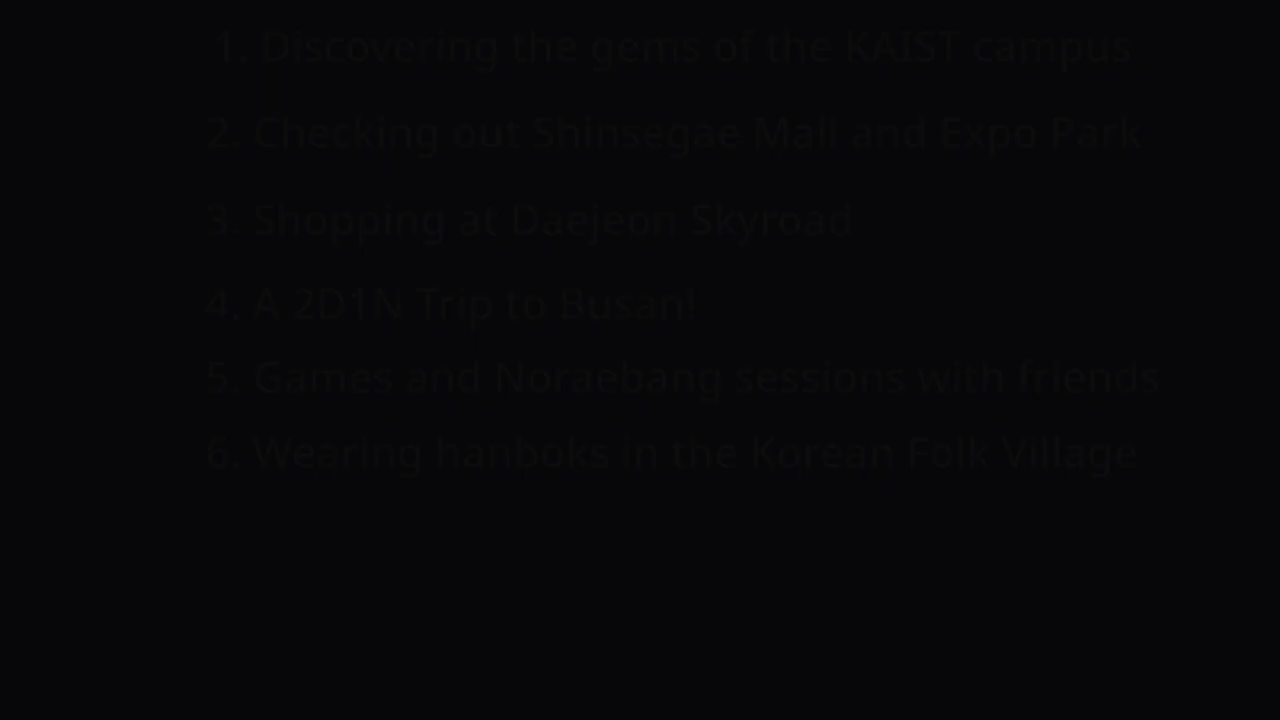 1. Discovering the gems of the KAIST campus
2. Checking out Shinsegae Mall and Expo Park
3. Shopping at Daejeon Skyroad
4. A 2D1N Trip to Busan!
5. Games and Noraebang sessions with friends
6. Wearing hanboks in the Korean Folk Village